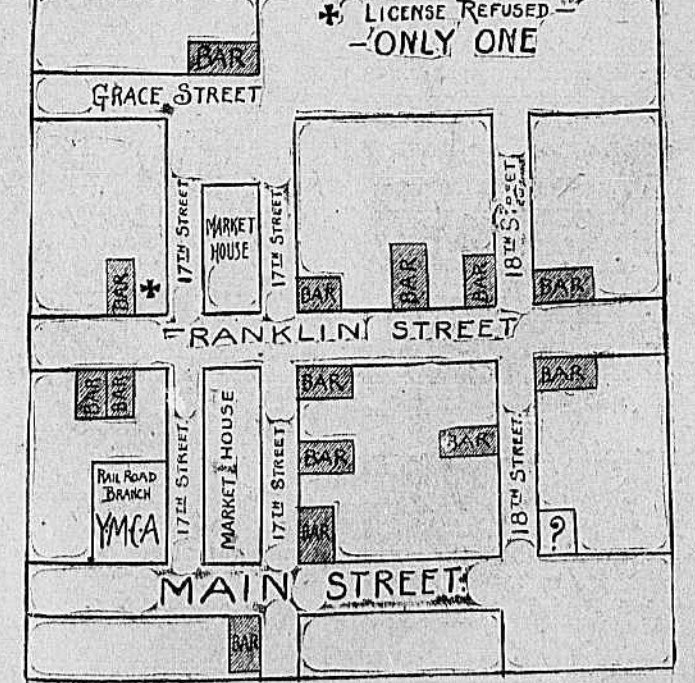 ✠ LICENSE REFUSED —
— ONLY ONE
BAR
GRACE STREET
17TH STREET
MARKET
HOUSE
17TH STREET
18TH STREET
BAR
BAR
BAR
BAR
BAR
FRANKLIN STREET
BAR
BAR
BAR
BAR
BAR
BAR
RAIL ROAD
BRANCH
YMCA
17TH STREET
MARKET HOUSE
17TH STREET
BAR
18TH STREET
?
MAIN STREET.
BAR